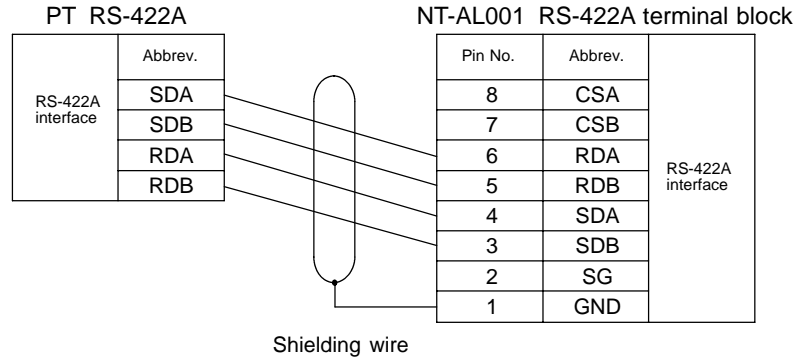 PT RS-422A
NT-AL001 RS-422A terminal block
Abbrev.
Pin No. Abbrev.
RS-422A
interface
SDA
SDB
RDA
RDB
8 CSA
7 CSB
6 RDA
5 RDB
4 SDA
3 SDB
2 SG
1 GND
RS-422A
interface
Shielding wire